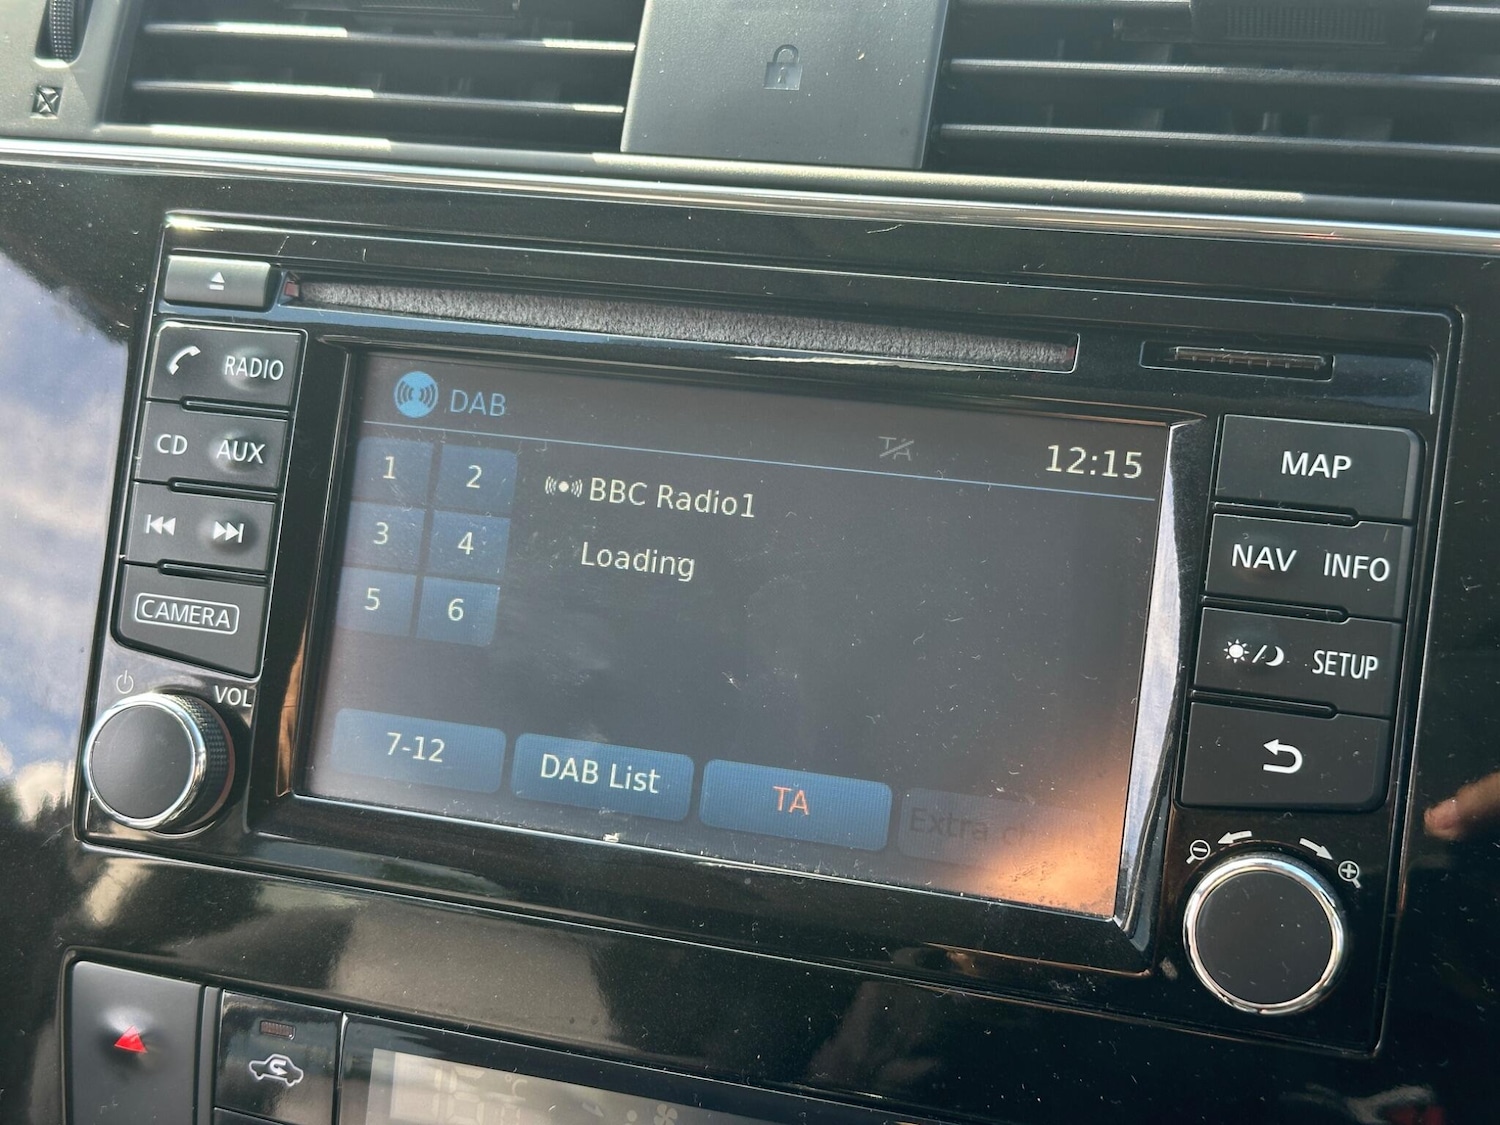 RADIO
CD AUX
CAMERA
VOL
DAB
TA 12:15
1 2
3 4
5 6
BBC Radio1
Loading
7-12 DAB List TA Extra
MAP
NAV INFO
SETUP